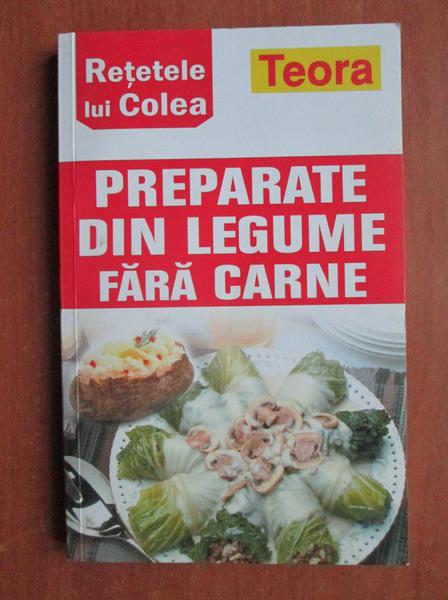 Rețetele
lui Colea
Teora
PREPARATE
DIN LEGUME
FĂRĂ CARNE